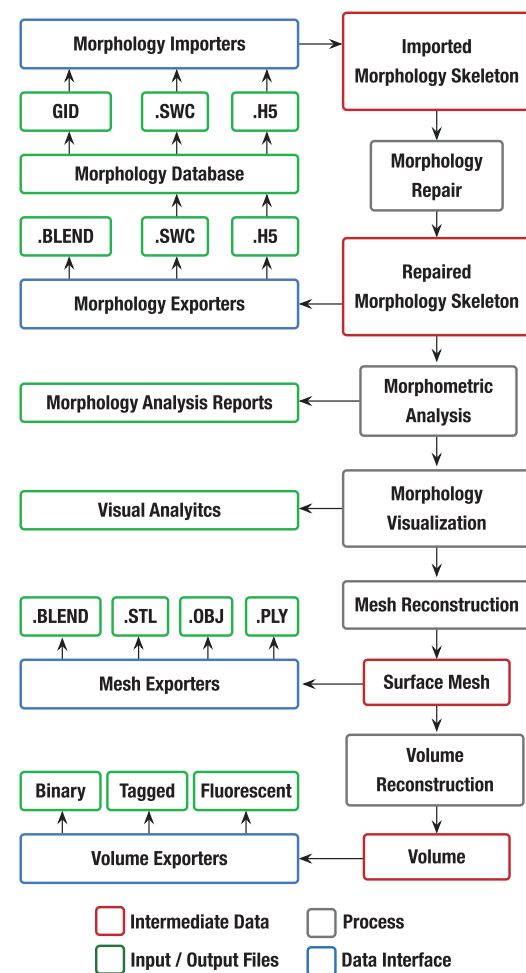 Morphology Importers
Imported
Morphology Skeleton
GID
.SWC
.H5
Morphology Database
Morphology
Repair
.BLEND
.SWC
.H5
Morphology Exporters
Repaired
Morphology Skeleton
Morphology Analysis Reports
Morphometric
Analysis
Visual Analyitcs
Morphology
Visualization
Mesh Reconstruction
.BLEND
.STL
.OBJ
.PLY
Mesh Exporters
Surface Mesh
Volume
Reconstruction
Binary
Tagged
Fluorescent
Volume Exporters
Volume
Intermediate Data
Process
Input / Output Files
Data Interface